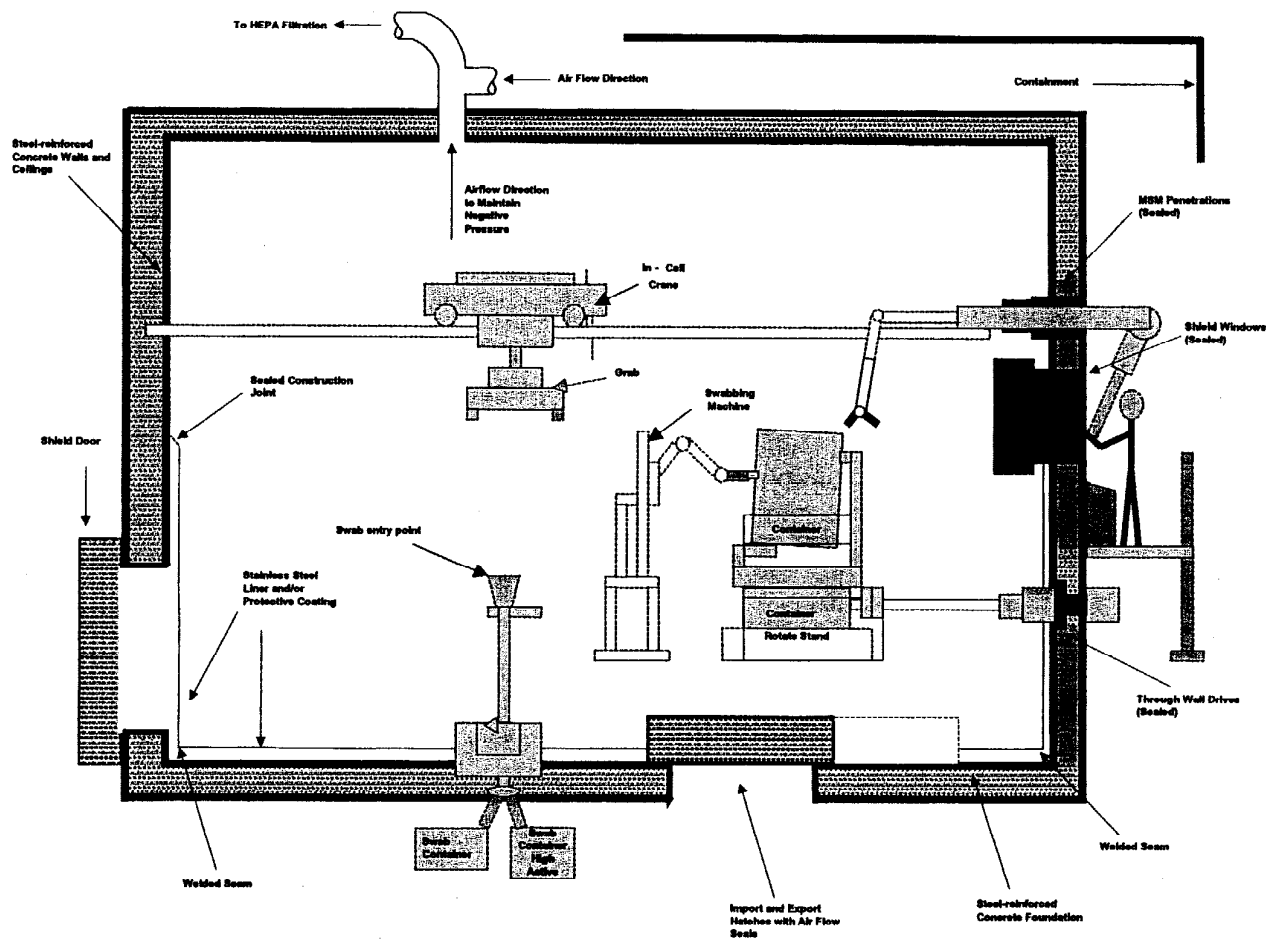 To HEPA Filtration
Air Flow Direction
Containment
Steel-reinforced
Concrete Walls and
Ceilings
Airflow Direction
to Maintain
Negative
Pressure
MSM Penetrations
(Sealed)
In - Cell
Crane
Shield Windows
(Sealed)
Grab
Sealed Construction
Joint
Swabbing
Machine
Shield Door
Swab entry point
Container
Stainless Steel
Liner and/or
Protective Coating
Container
Rotate Stand
Through Wall Drives
(Sealed)
Swab
Container
Swab
Container
High
Active
Welded Seam
Welded Seam
Import and Export
Hatches with Air Flow
Seals
Steel-reinforced
Concrete Foundation